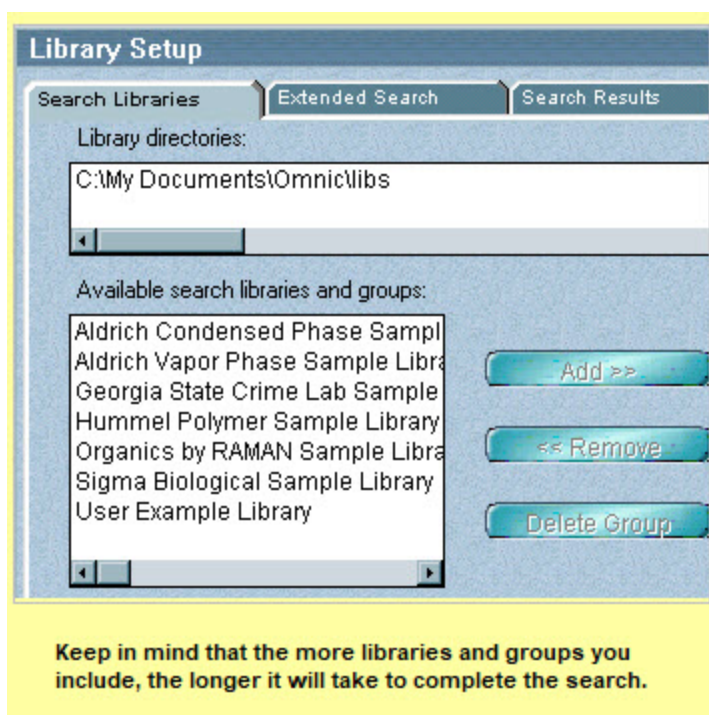 Library Setup
Search Libraries Extended Search Search Results
Library directories:
C:\My Documents\Omnic\libs
Available search libraries and groups:
Aldrich Condensed Phase Sampl
Aldrich Vapor Phase Sample Libra
Georgia State Crime Lab Sample
Hummel Polymer Sample Library
Organics by RAMAN Sample Libra
Sigma Biological Sample Library
User Example Library
Add >>
<< Remove
Delete Group
Keep in mind that the more libraries and groups you
include, the longer it will take to complete the search.